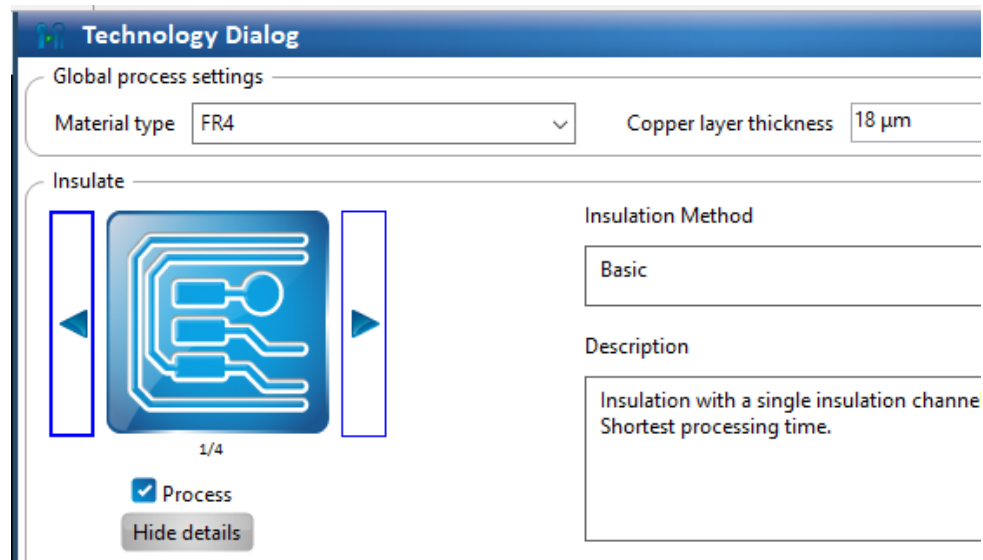 Technology Dialog
Global process settings
Material type FR4 Copper layer thickness 18 µm
Insulate
Insulation Method
Basic
Description
Insulation with a single insulation channel
Shortest processing time.
1/4
Process
Hide details